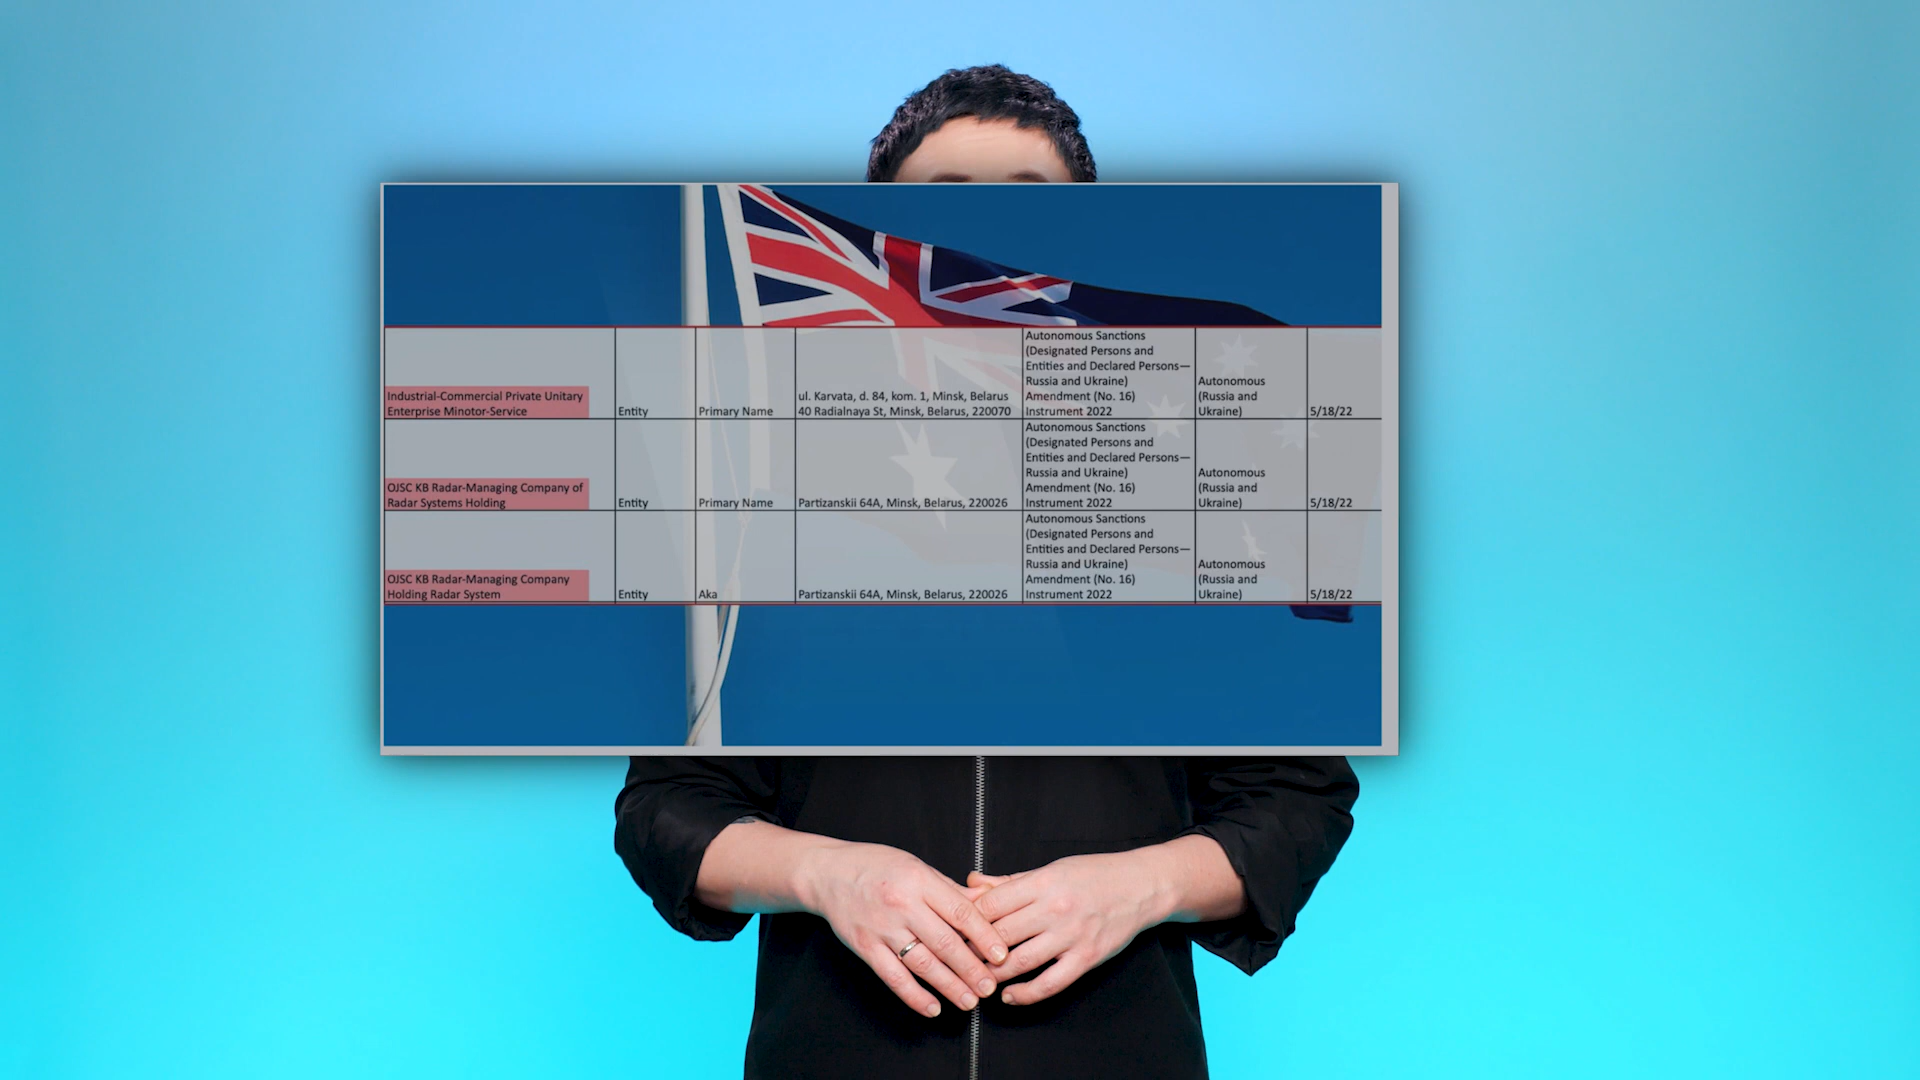 Industrial-Commercial Private Unitary
Enterprise Minotor-Service
Entity
Primary Name
ul. Karvata, d. 84, kom. 1, Minsk, Belarus
40 Radialnaya St, Minsk, Belarus, 220070
Autonomous Sanctions
(Designated Persons and
Entities and Declared Persons—
Russia and Ukraine)
Amendment (No. 16)
Instrument 2022
Autonomous
(Russia and
Ukraine)
5/18/22
OJSC KB Radar-Managing Company of
Radar Systems Holding
Entity
Primary Name
Partizanskii 64A, Minsk, Belarus, 220026
Autonomous Sanctions
(Designated Persons and
Entities and Declared Persons—
Russia and Ukraine)
Amendment (No. 16)
Instrument 2022
Autonomous
(Russia and
Ukraine)
5/18/22
OJSC KB Radar-Managing Company
Holding Radar System
Entity
Aka
Partizanskii 64A, Minsk, Belarus, 220026
Autonomous Sanctions
(Designated Persons and
Entities and Declared Persons—
Russia and Ukraine)
Amendment (No. 16)
Instrument 2022
Autonomous
(Russia and
Ukraine)
5/18/22